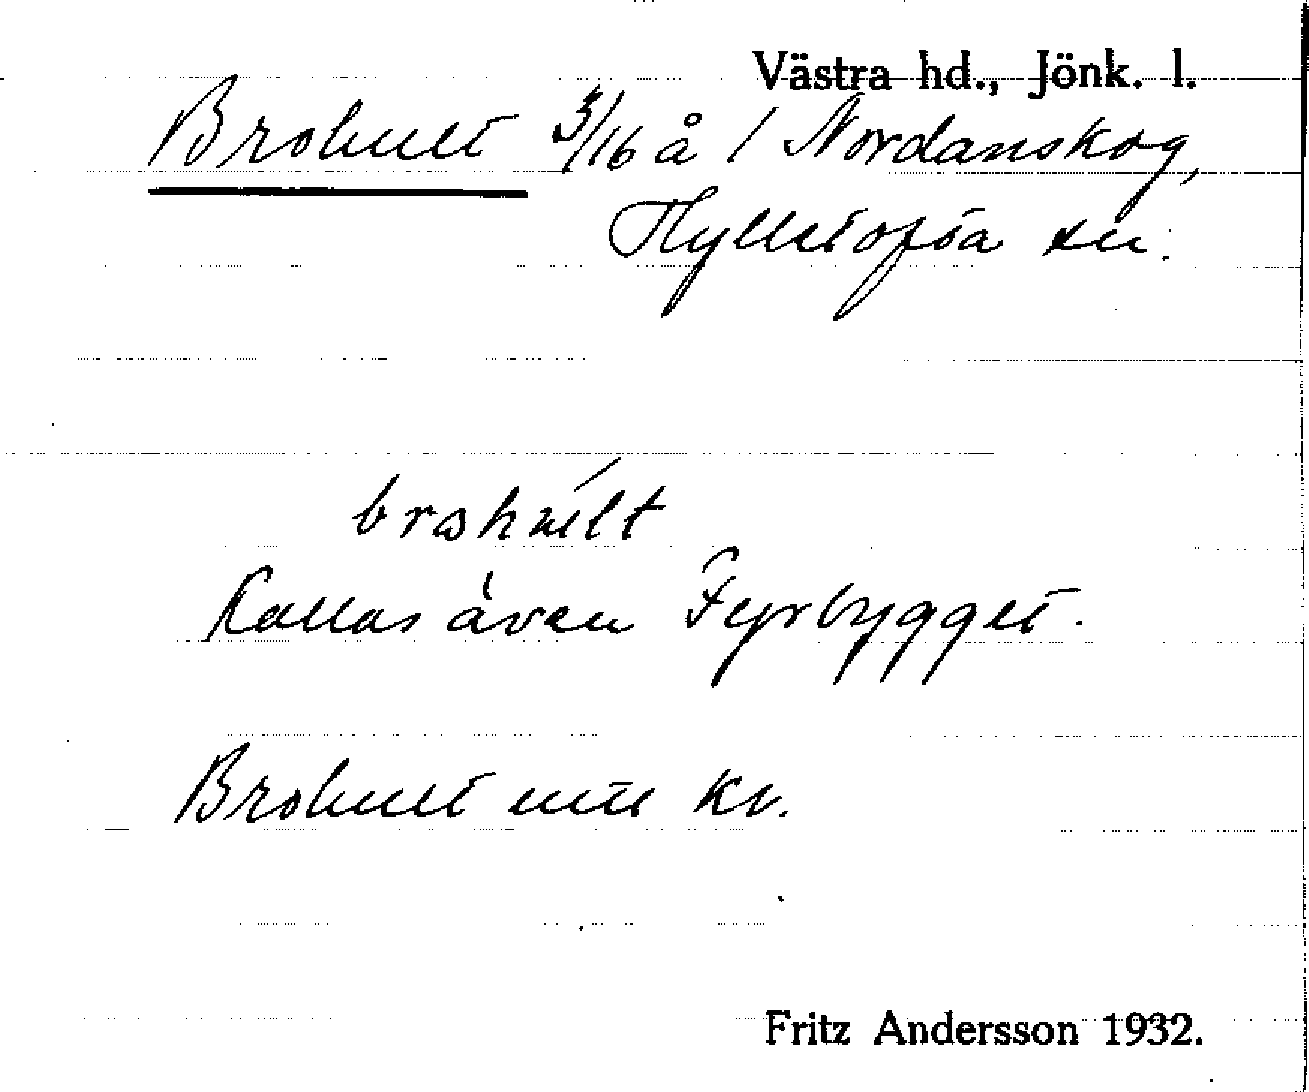 Västra hd., Jönk. l.
Brohult 3/16 å 1 Nordanskog,
Hylletofta sn.
brohult
Kallas även Fyrbygget.
Brohult kv.
Fritz Andersson 1932.